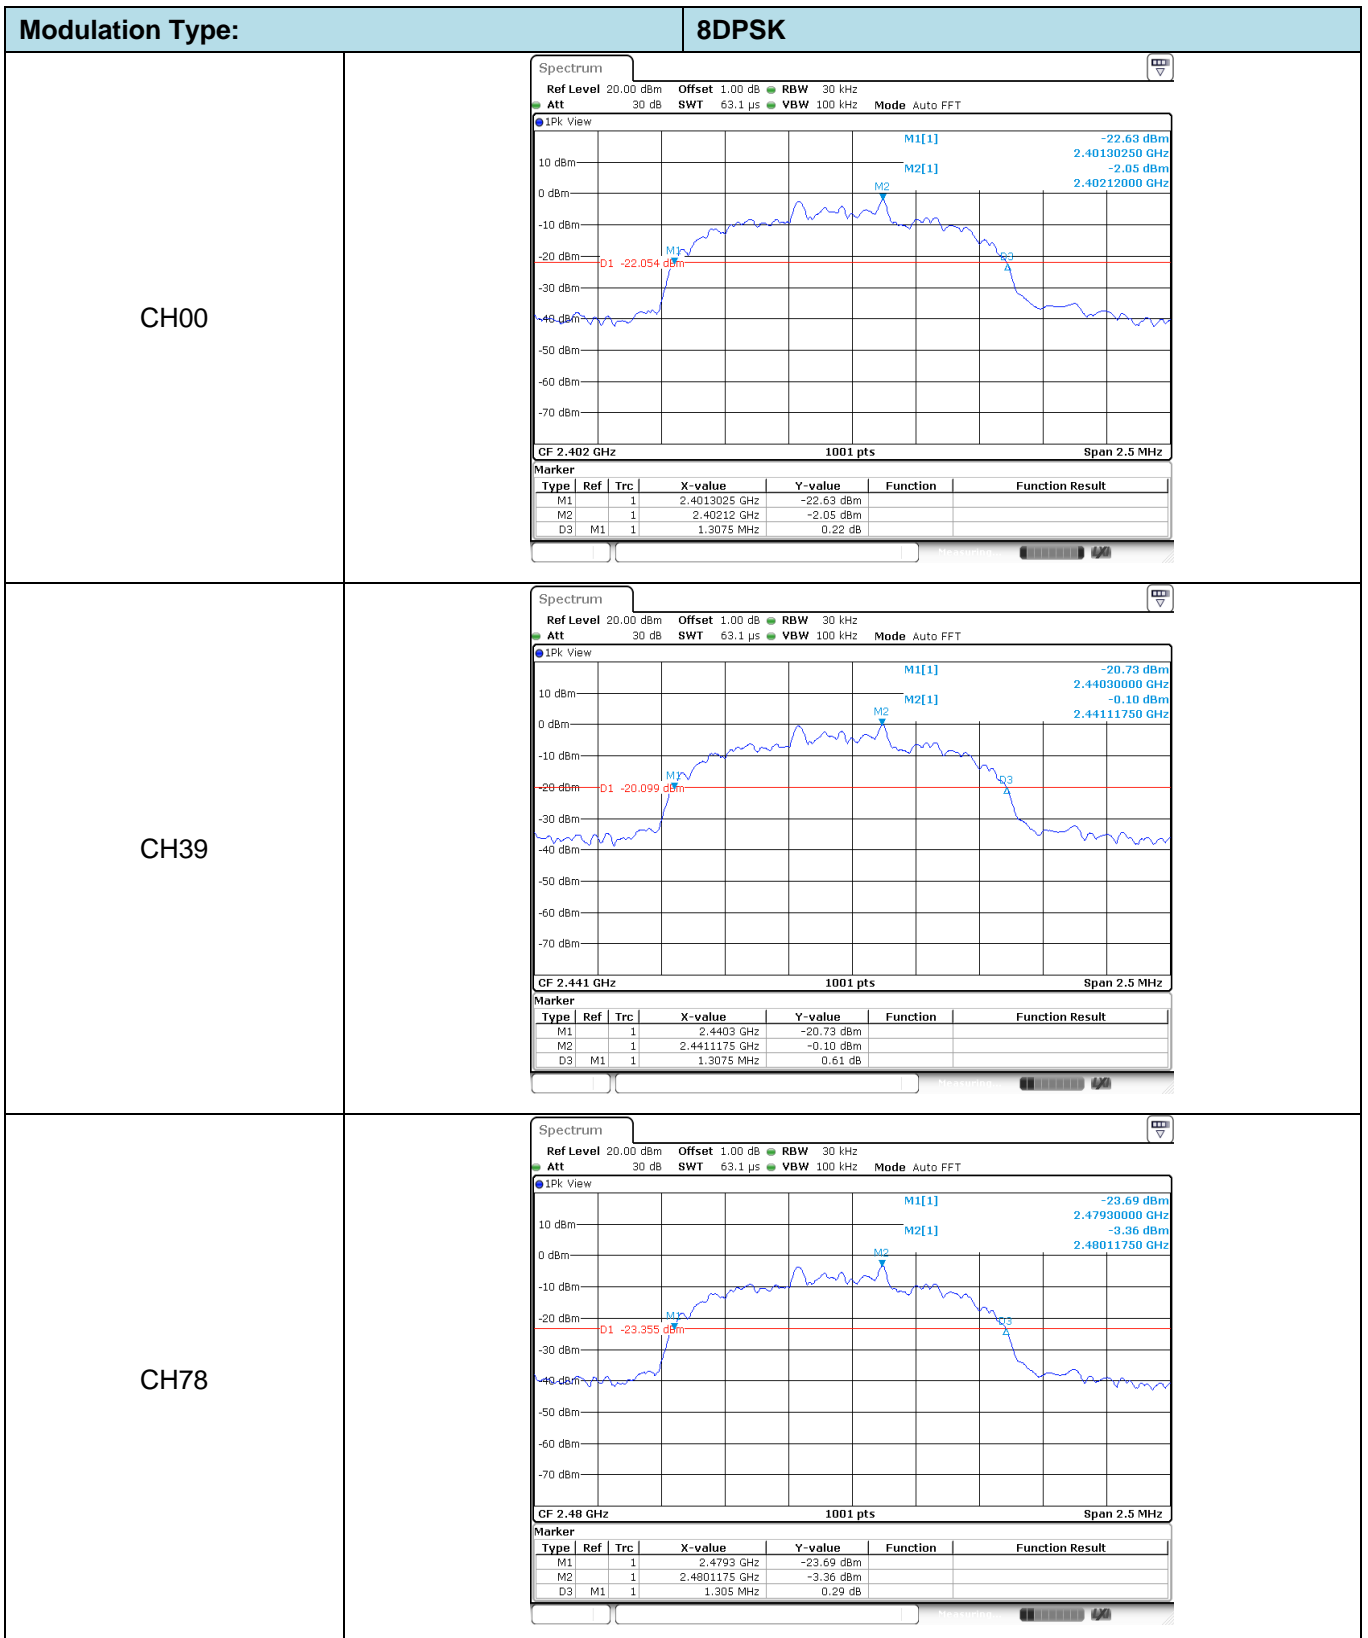 Modulation Type: 8DPSK
CH00
Spectrum
Ref Level 20.00 dBm Offset 1.00 dB RBW 30 kHz
Att 30 dB SWT 63.1 µs VBW 100 kHz Mode Auto FFT
1Pk View
M1[1] -22.63 dBm
2.40130250 GHz
10 dBm
M2[1] -2.05 dBm
2.40212000 GHz
M2
0 dBm
-10 dBm
M1
-20 dBm
D3
D1 -22.054 dBm
-30 dBm
-40 dBm
-50 dBm
-60 dBm
-70 dBm
CF 2.402 GHz 1001 pts Span 2.5 MHz
Marker
Type Ref Trc X-value Y-value Function Function Result
M1 1 2.4013025 GHz -22.63 dBm
M2 1 2.40212 GHz -2.05 dBm
D3 M1 1 1.3075 MHz 0.22 dB
Measuring...
LXI
CH39
Spectrum
Ref Level 20.00 dBm Offset 1.00 dB RBW 30 kHz
Att 30 dB SWT 63.1 µs VBW 100 kHz Mode Auto FFT
1Pk View
M1[1] -20.73 dBm
2.44030000 GHz
10 dBm
M2[1] -0.10 dBm
2.44111750 GHz
M2
0 dBm
-10 dBm
M1
D3
-20 dBm
D1 -20.099 dBm
-30 dBm
-40 dBm
-50 dBm
-60 dBm
-70 dBm
CF 2.441 GHz 1001 pts Span 2.5 MHz
Marker
Type Ref Trc X-value Y-value Function Function Result
M1 1 2.4403 GHz -20.73 dBm
M2 1 2.4411175 GHz -0.10 dBm
D3 M1 1 1.3075 MHz 0.61 dB
Measuring...
LXI
CH78
Spectrum
Ref Level 20.00 dBm Offset 1.00 dB RBW 30 kHz
Att 30 dB SWT 63.1 µs VBW 100 kHz Mode Auto FFT
1Pk View
M1[1] -23.69 dBm
2.47930000 GHz
10 dBm
M2[1] -3.36 dBm
2.48011750 GHz
M2
0 dBm
-10 dBm
M1
-20 dBm
D3
D1 -23.355 dBm
-30 dBm
-40 dBm
-50 dBm
-60 dBm
-70 dBm
CF 2.48 GHz 1001 pts Span 2.5 MHz
Marker
Type Ref Trc X-value Y-value Function Function Result
M1 1 2.4793 GHz -23.69 dBm
M2 1 2.4801175 GHz -3.36 dBm
D3 M1 1 1.305 MHz 0.29 dB
Measuring...
LXI